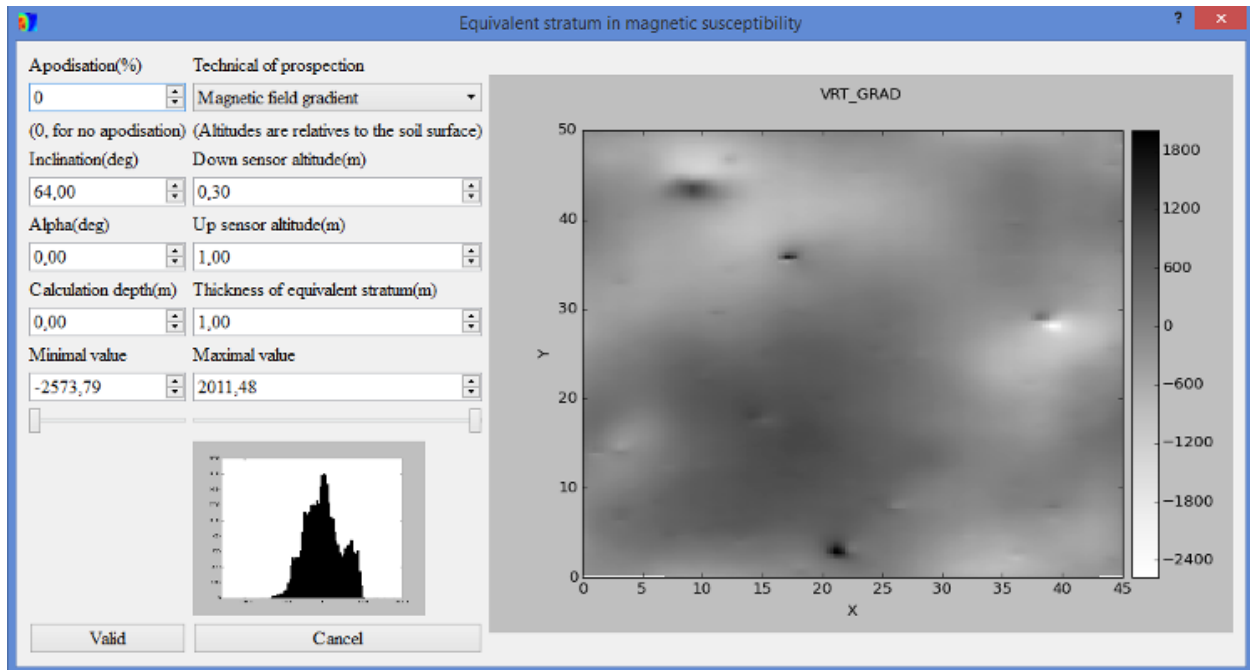 Equivalent stratum in magnetic susceptibility
?
×
Apodisation(%) Technical of prospection
0 Magnetic field gradient
(0, for no apodisation) (Altitudes are relatives to the soil surface)
Inclination(deg) Down sensor altitude(m)
64,00 0,30
Alpha(deg) Up sensor altitude(m)
0,00 1,00
Calculation depth(m) Thickness of equivalent stratum(m)
0,00 1,00
Minimal value Maximal value
-2573,79 2011,48
Valid Cancel
VRT_GRAD
50
40
30
20
10
0
Y
0 5 10 15 20 25 30 35 40 45
X
1800
1200
600
0
−600
−1200
−1800
−2400